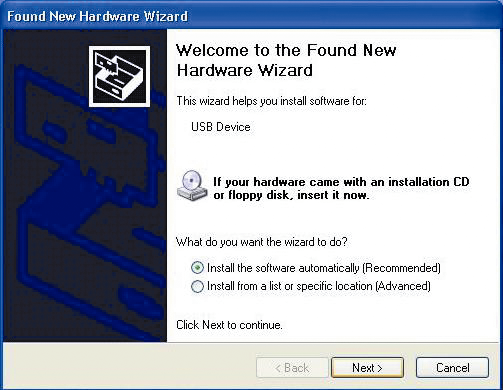 Found New Hardware Wizard
Welcome to the Found New
Hardware Wizard
This wizard helps you install software for:
USB Device
If your hardware came with an installation CD
or floppy disk, insert it now.
What do you want the wizard to do?
Install the software automatically (Recommended)
Install from a list or specific location (Advanced)
Click Next to continue.
< Back
Next >
Cancel